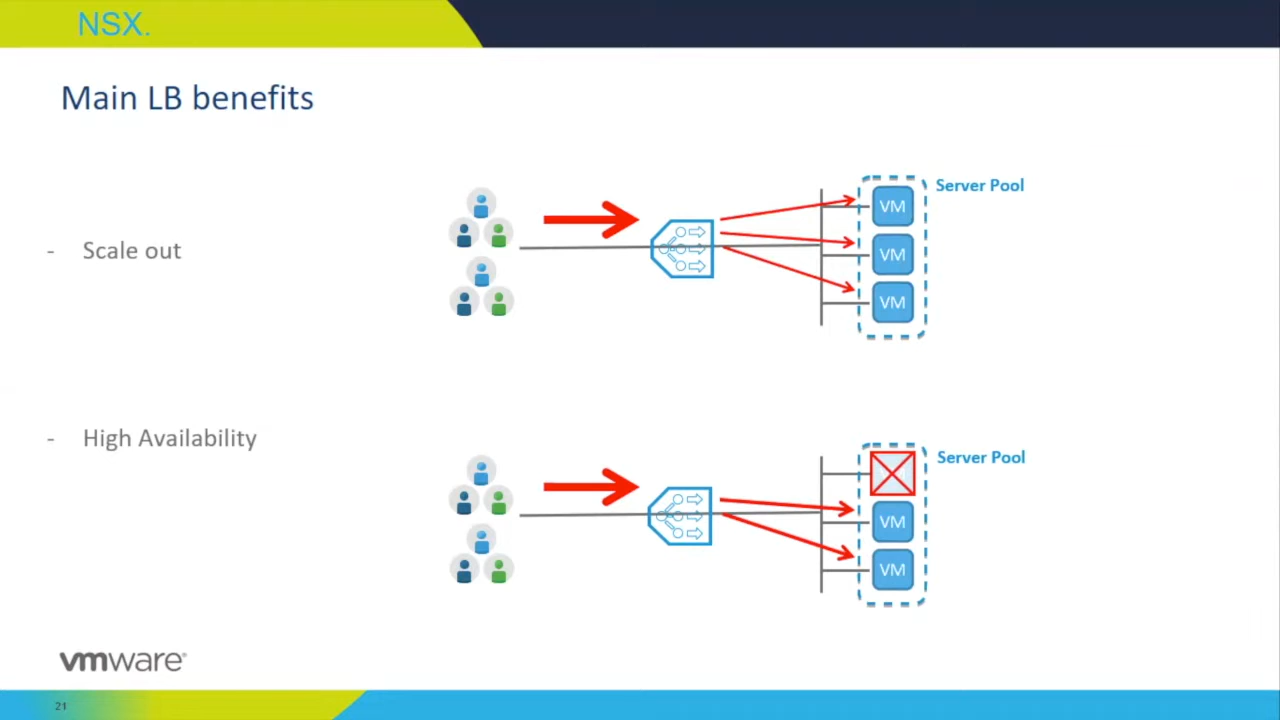 NSX.
Main LB benefits
Server Pool
VM
- Scale out
VM
VM
- High Availability
Server Pool
VM
VM
vmware®
21